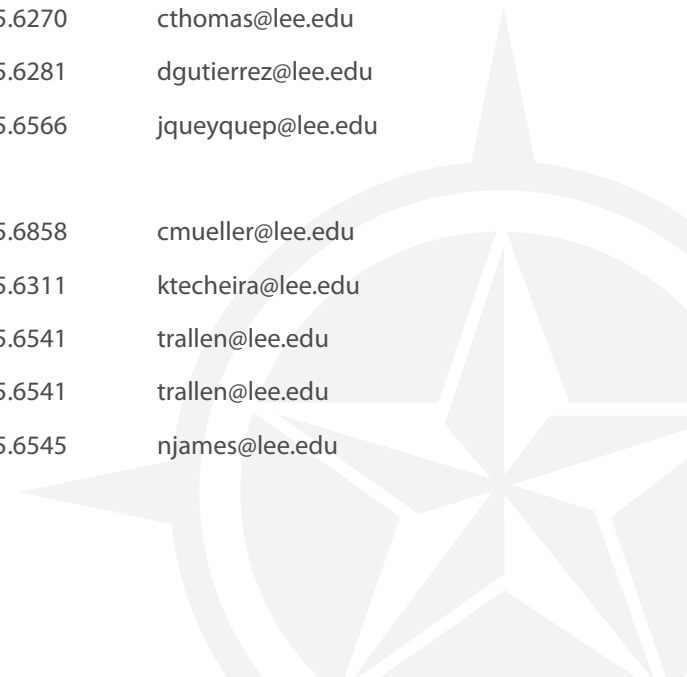 5.6270 cthomas@lee.edu
5.6281 dgutierrez@lee.edu
5.6566 jqueyquep@lee.edu
5.6858 cmueller@lee.edu
5.6311 ktecheira@lee.edu
5.6541 trallen@lee.edu
5.6541 trallen@lee.edu
5.6545 njames@lee.edu